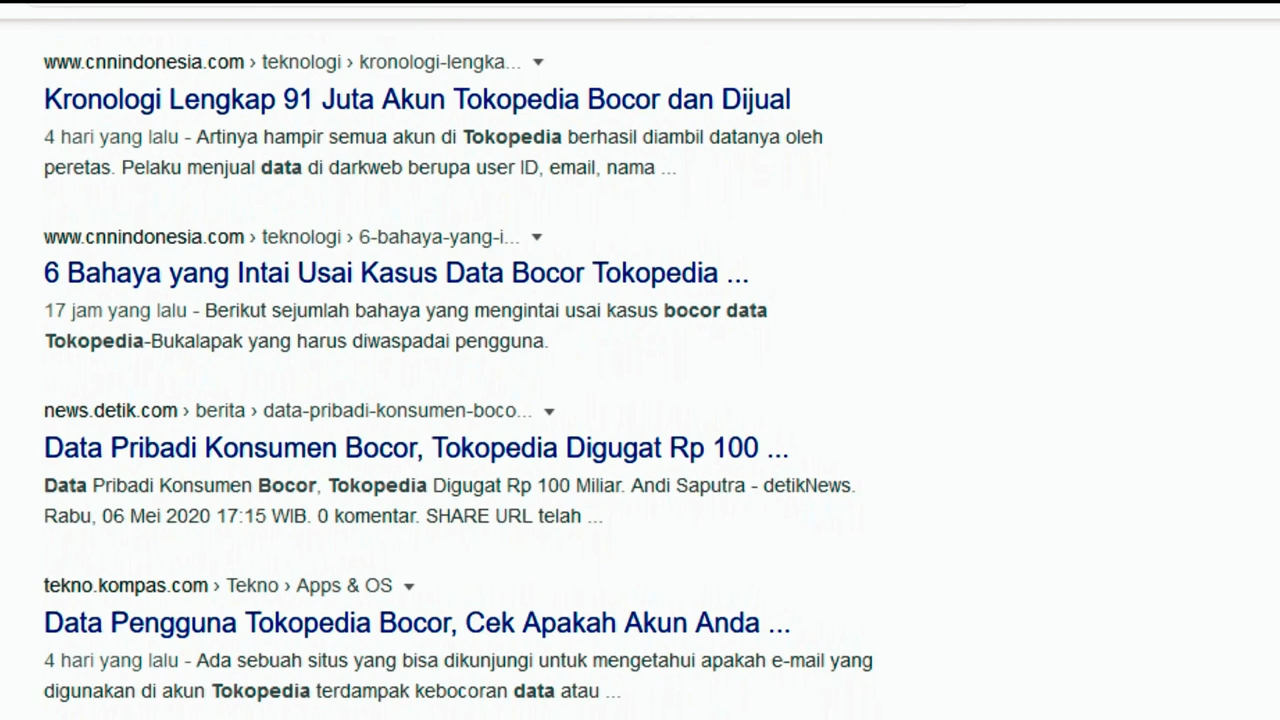 www.cnnindonesia.com › teknologi › kronologi-lengka...
Kronologi Lengkap 91 Juta Akun Tokopedia Bocor dan Dijual
4 hari yang lalu - Artinya hampir semua akun di Tokopedia berhasil diambil datanya oleh
peretas. Pelaku menjual data di darkweb berupa user ID, email, nama ...
www.cnnindonesia.com › teknologi › 6-bahaya-yang-i...
6 Bahaya yang Intai Usai Kasus Data Bocor Tokopedia ...
17 jam yang lalu - Berikut sejumlah bahaya yang mengintai usai kasus bocor data
Tokopedia-Bukalapak yang harus diwaspadai pengguna.
news.detik.com › berita › data-pribadi-konsumen-boco...
Data Pribadi Konsumen Bocor, Tokopedia Digugat Rp 100 ...
Data Pribadi Konsumen Bocor, Tokopedia Digugat Rp 100 Miliar. Andi Saputra - detikNews.
Rabu, 06 Mei 2020 17:15 WIB. 0 komentar. SHARE URL telah ...
tekno.kompas.com › Tekno › Apps & OS
Data Pengguna Tokopedia Bocor, Cek Apakah Akun Anda ...
4 hari yang lalu - Ada sebuah situs yang bisa dikunjungi untuk mengetahui apakah e-mail yang
digunakan di akun Tokopedia terdampak kebocoran data atau ...